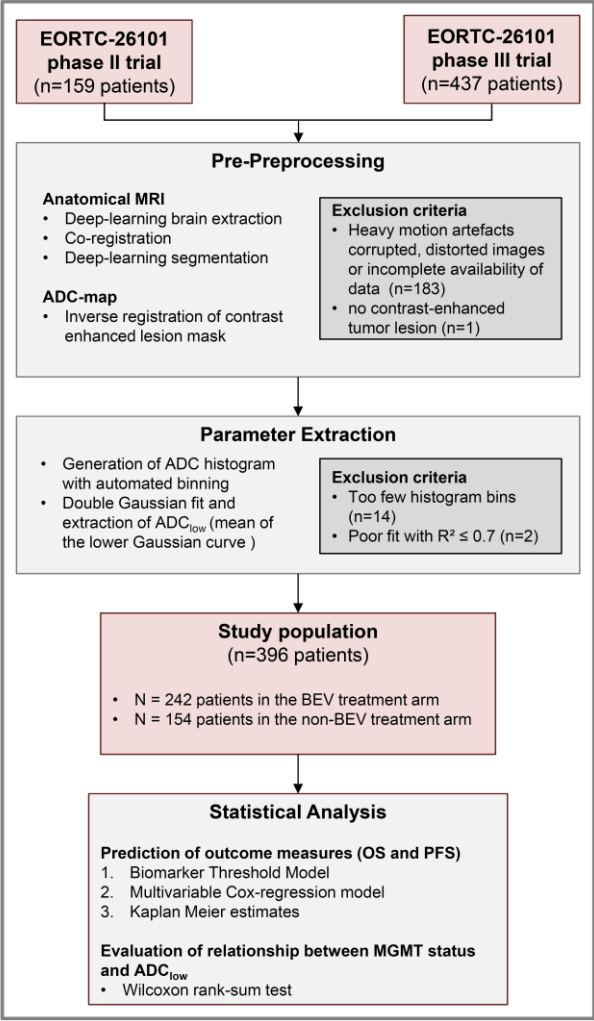 EORTC-26101
phase II trial
(n=159 patients)
EORTC-26101
phase III trial
(n=437 patients)
Pre-Preprocessing
Anatomical MRI
• Deep-learning brain extraction
• Co-registration
• Deep-learning segmentation
ADC-map
• Inverse registration of contrast
enhanced lesion mask
Exclusion criteria
• Heavy motion artefacts
corrupted, distorted images
or incomplete availability of
data (n=183)
• no contrast-enhanced
tumor lesion (n=1)
Parameter Extraction
• Generation of ADC histogram
with automated binning
• Double Gaussian fit and
extraction of ADClow (mean of
the lower Gaussian curve )
Exclusion criteria
• Too few histogram bins
(n=14)
• Poor fit with R² ≤ 0.7 (n=2)
Study population
(n=396 patients)
• N = 242 patients in the BEV treatment arm
• N = 154 patients in the non-BEV treatment arm
Statistical Analysis
Prediction of outcome measures (OS and PFS)
1. Biomarker Threshold Model
2. Multivariable Cox-regression model
3. Kaplan Meier estimates
Evaluation of relationship between MGMT status
and ADClow
• Wilcoxon rank-sum test